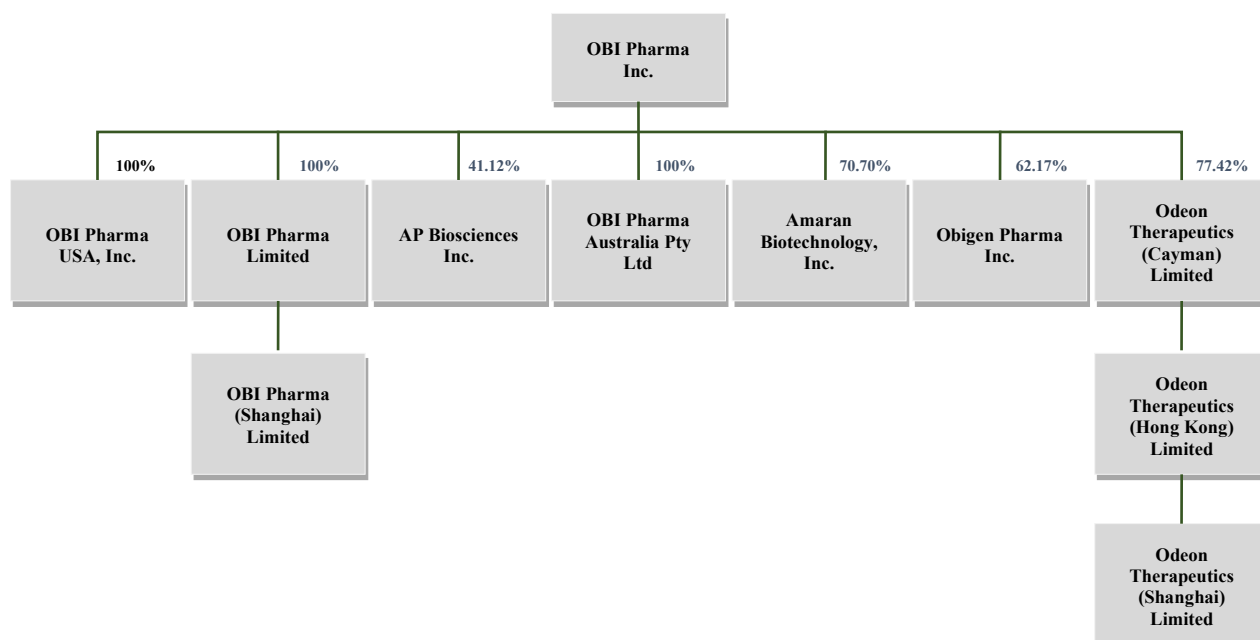 OBI Pharma
Inc.
100%
100%
41.12%
100%
70.70%
62.17%
77.42%
OBI Pharma
USA, Inc.
OBI Pharma
Limited
AP Biosciences
Inc.
OBI Pharma
Australia Pty
Ltd
Amaran
Biotechnology,
Inc.
Obigen Pharma
Inc.
Odeon
Therapeutics
(Cayman)
Limited
OBI Pharma
(Shanghai)
Limited
Odeon
Therapeutics
(Hong Kong)
Limited
Odeon
Therapeutics
(Shanghai)
Limited